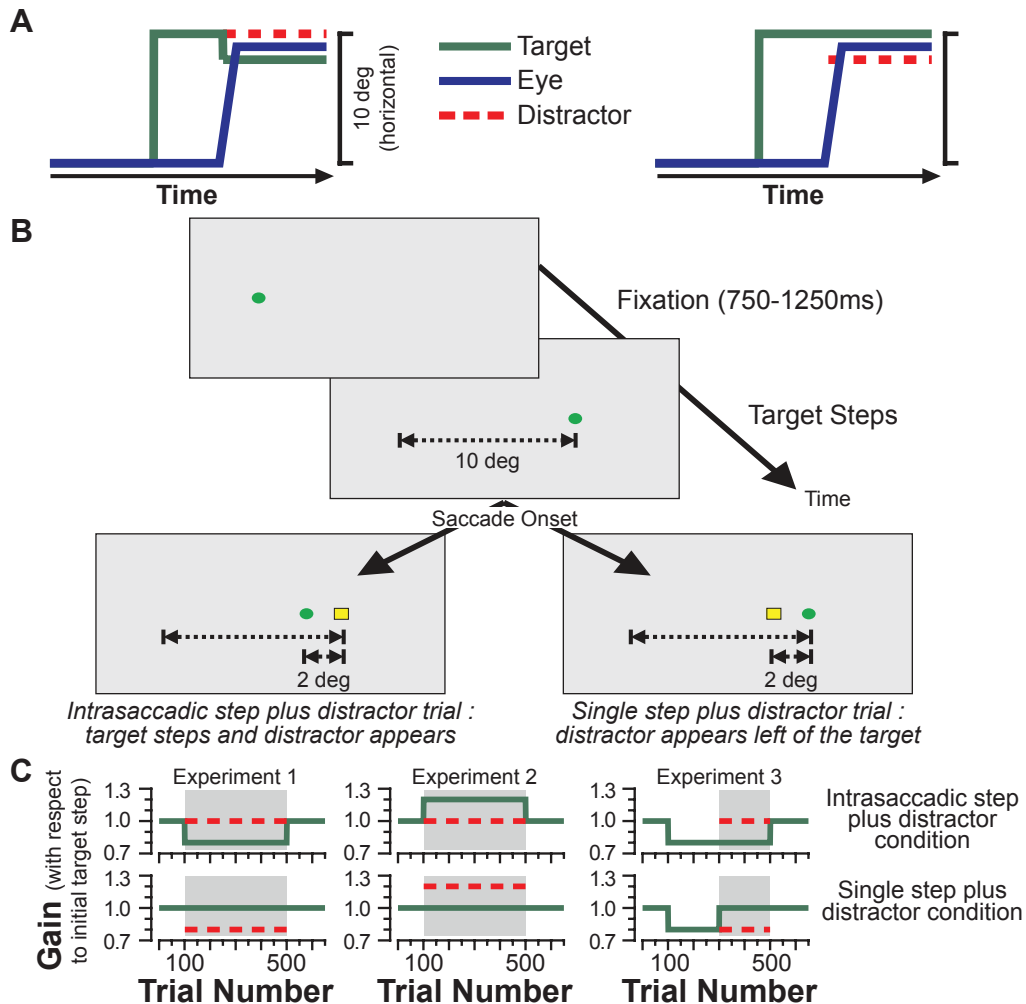 A
10 deg
(horizontal)
Time
Target
Eye
Distractor
Time
B
Fixation (750-1250ms)
10 deg
Target Steps
Time
Saccade Onset
2 deg
2 deg
Intrasaccadic step plus distractor trial :
target steps and distractor appears
Single step plus distractor trial :
distractor appears left of the target
C
Gain (with respect
to initial target step)
Experiment 1
Experiment 2
Experiment 3
1.3
1.0
0.7
1.3
1.0
0.7
1.3
1.0
0.7
Intrasaccadic step
plus distractor
condition
1.3
1.0
0.7
1.3
1.0
0.7
1.3
1.0
0.7
Single step plus
distractor condition
100 500
100 500
100 500
Trial Number
Trial Number
Trial Number